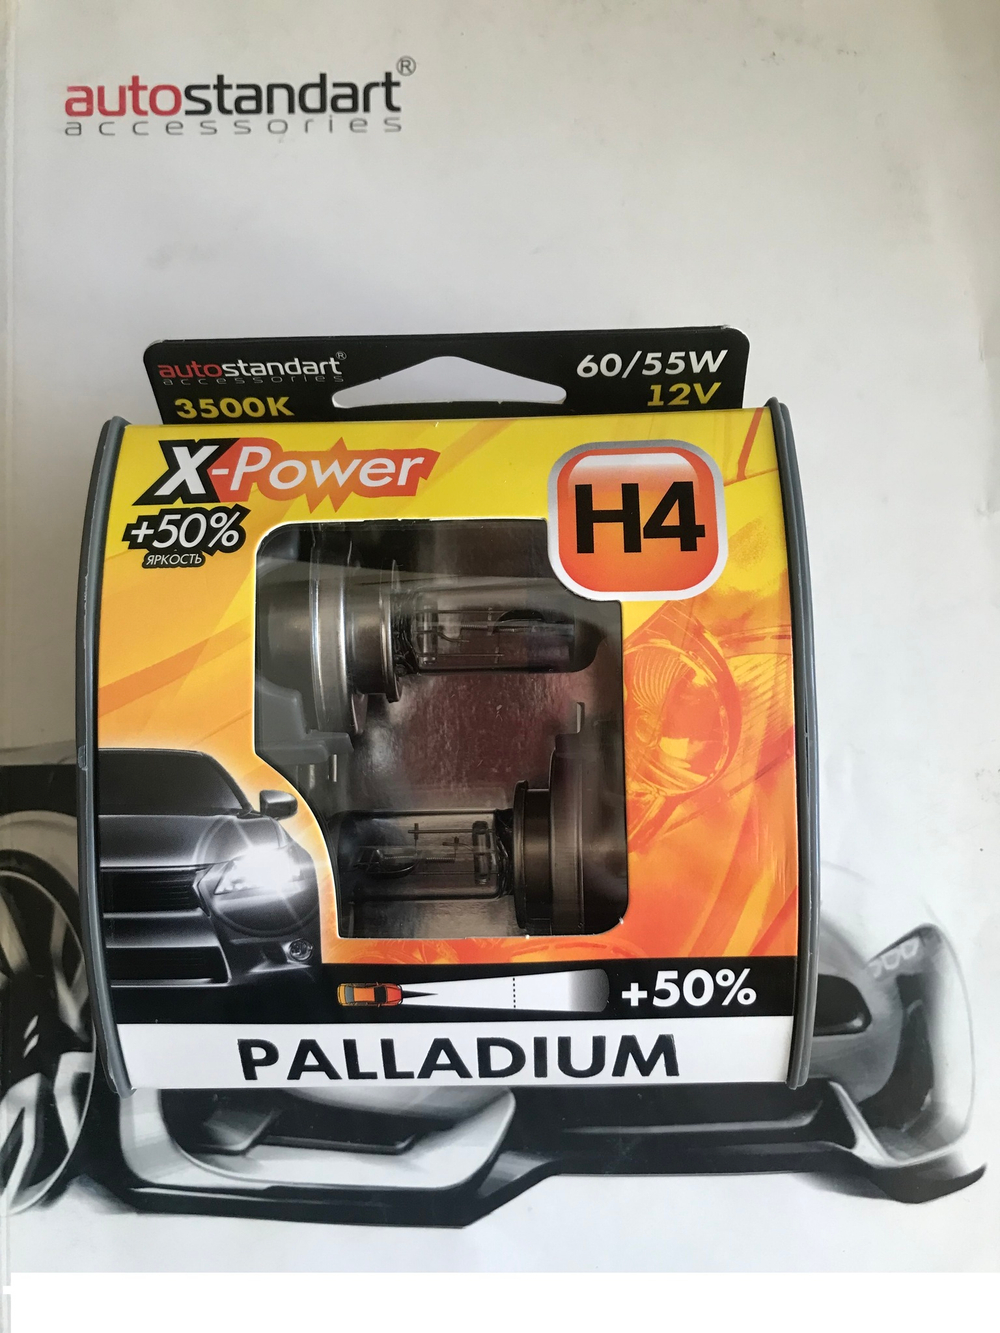 autostandart®
accessories
autostandart®
accessories
60/55W
3500K
12V
X-Power
H4
+50%
ЯРКОСТЬ
+50%
PALLADIUM